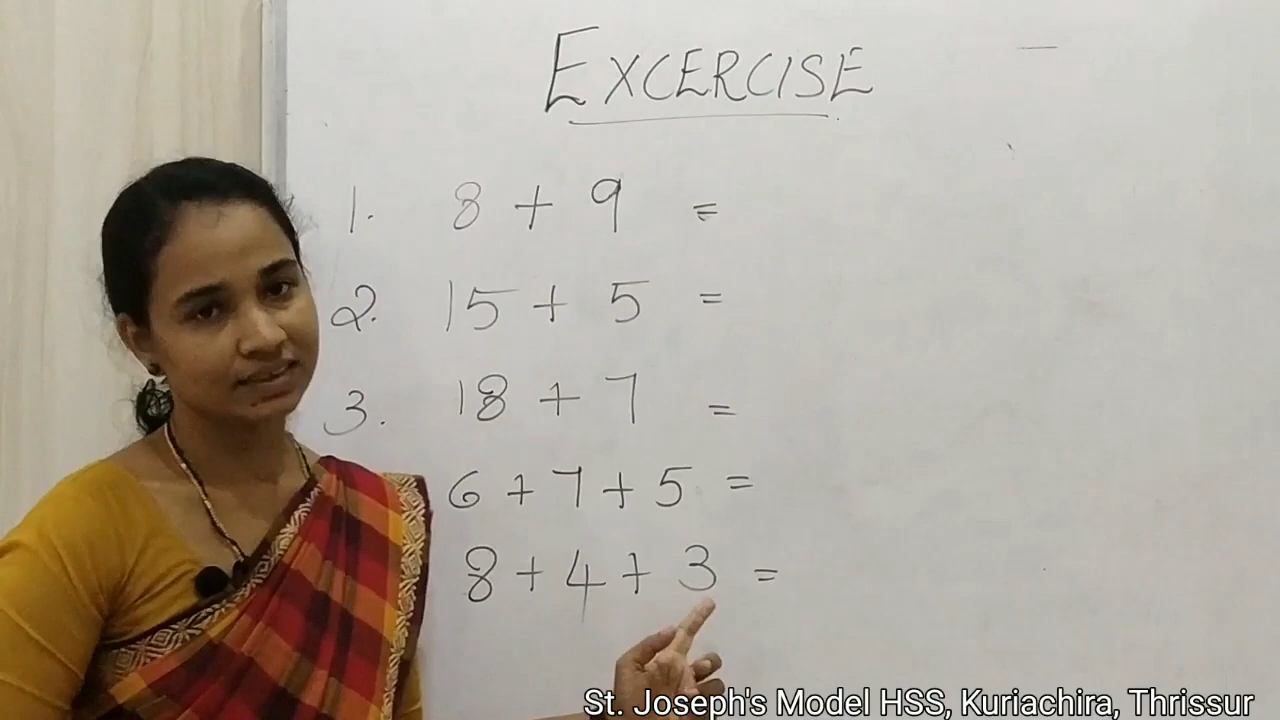 EXCERCISE
1. 8 + 9 =
2. 15 + 5 =
3. 18 + 7 =
6 + 7 + 5 =
8 + 4 + 3 =
St. Joseph's Model HSS, Kuriachira, Thrissur